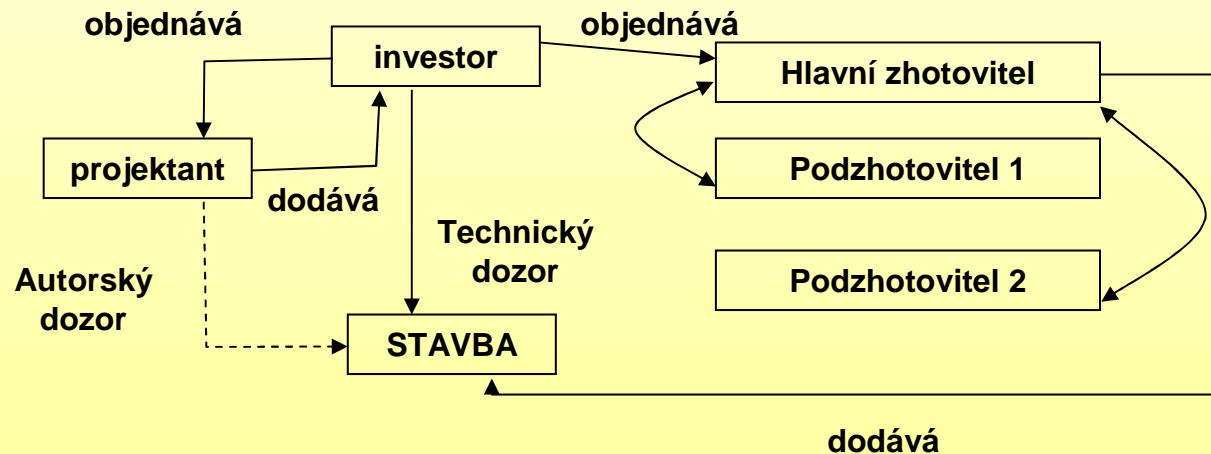 objednává
objednává
investor
Hlavní zhotovitel
projektant
Podzhotovitel 1
dodává
Technický
dozor
Podzhotovitel 2
Autorský
dozor
STAVBA
dodává